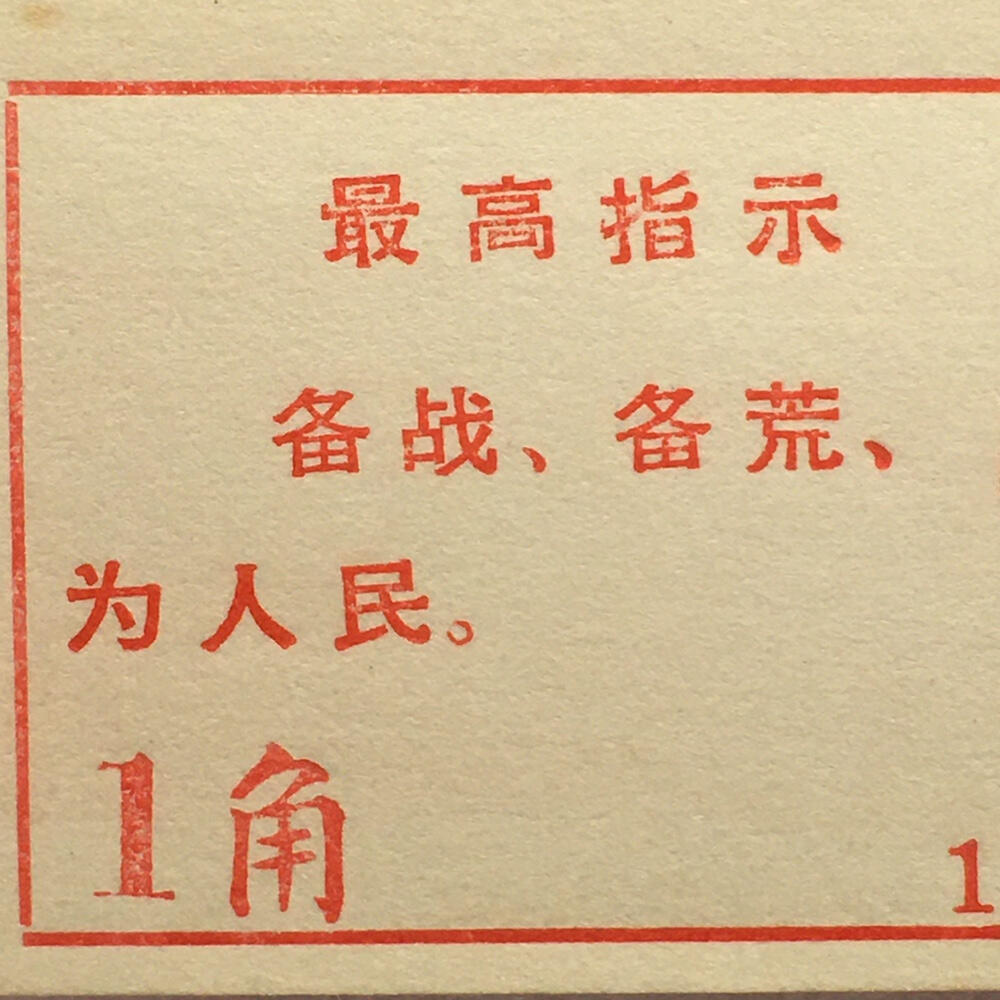 最高指示
备战、备荒、
为人民。
1角
1